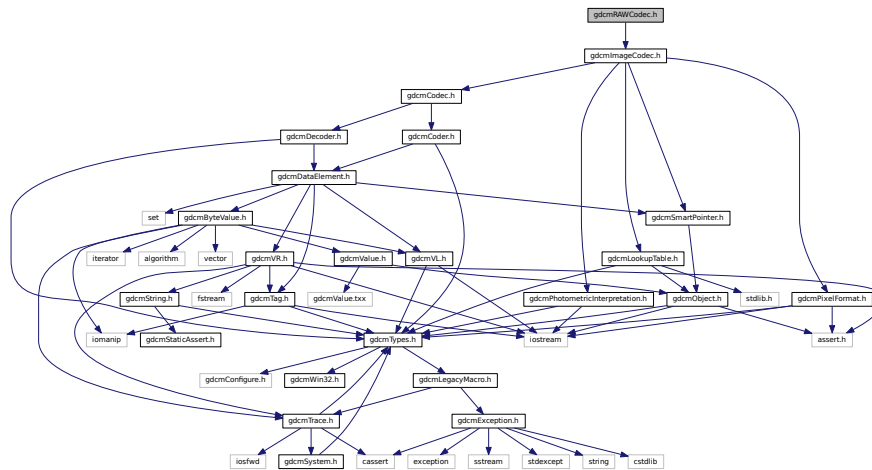 gdcmRAWCodec.h
gdcmImageCodec.h
gdcmCodec.h
gdcmDecoder.h
gdcmCoder.h
gdcmDataElement.h
set
gdcmByteValue.h
gdcmSmartPointer.h
iterator
algorithm
vector
gdcmVR.h
gdcmValue.h
gdcmVL.h
gdcmLookupTable.h
gdcmString.h
fstream
gdcmTag.h
gdcmValue.txx
gdcmPhotometricInterpretation.h
gdcmObject.h
stdlib.h
gdcmPixelFormat.h
iomanip
gdcmStaticAssert.h
gdcmTypes.h
iostream
assert.h
gdcmConfigure.h
gdcmWin32.h
gdcmLegacyMacro.h
gdcmTrace.h
gdcmException.h
iosfwd
gdcmSystem.h
cassert
exception
sstream
stdexcept
string
cstdlib